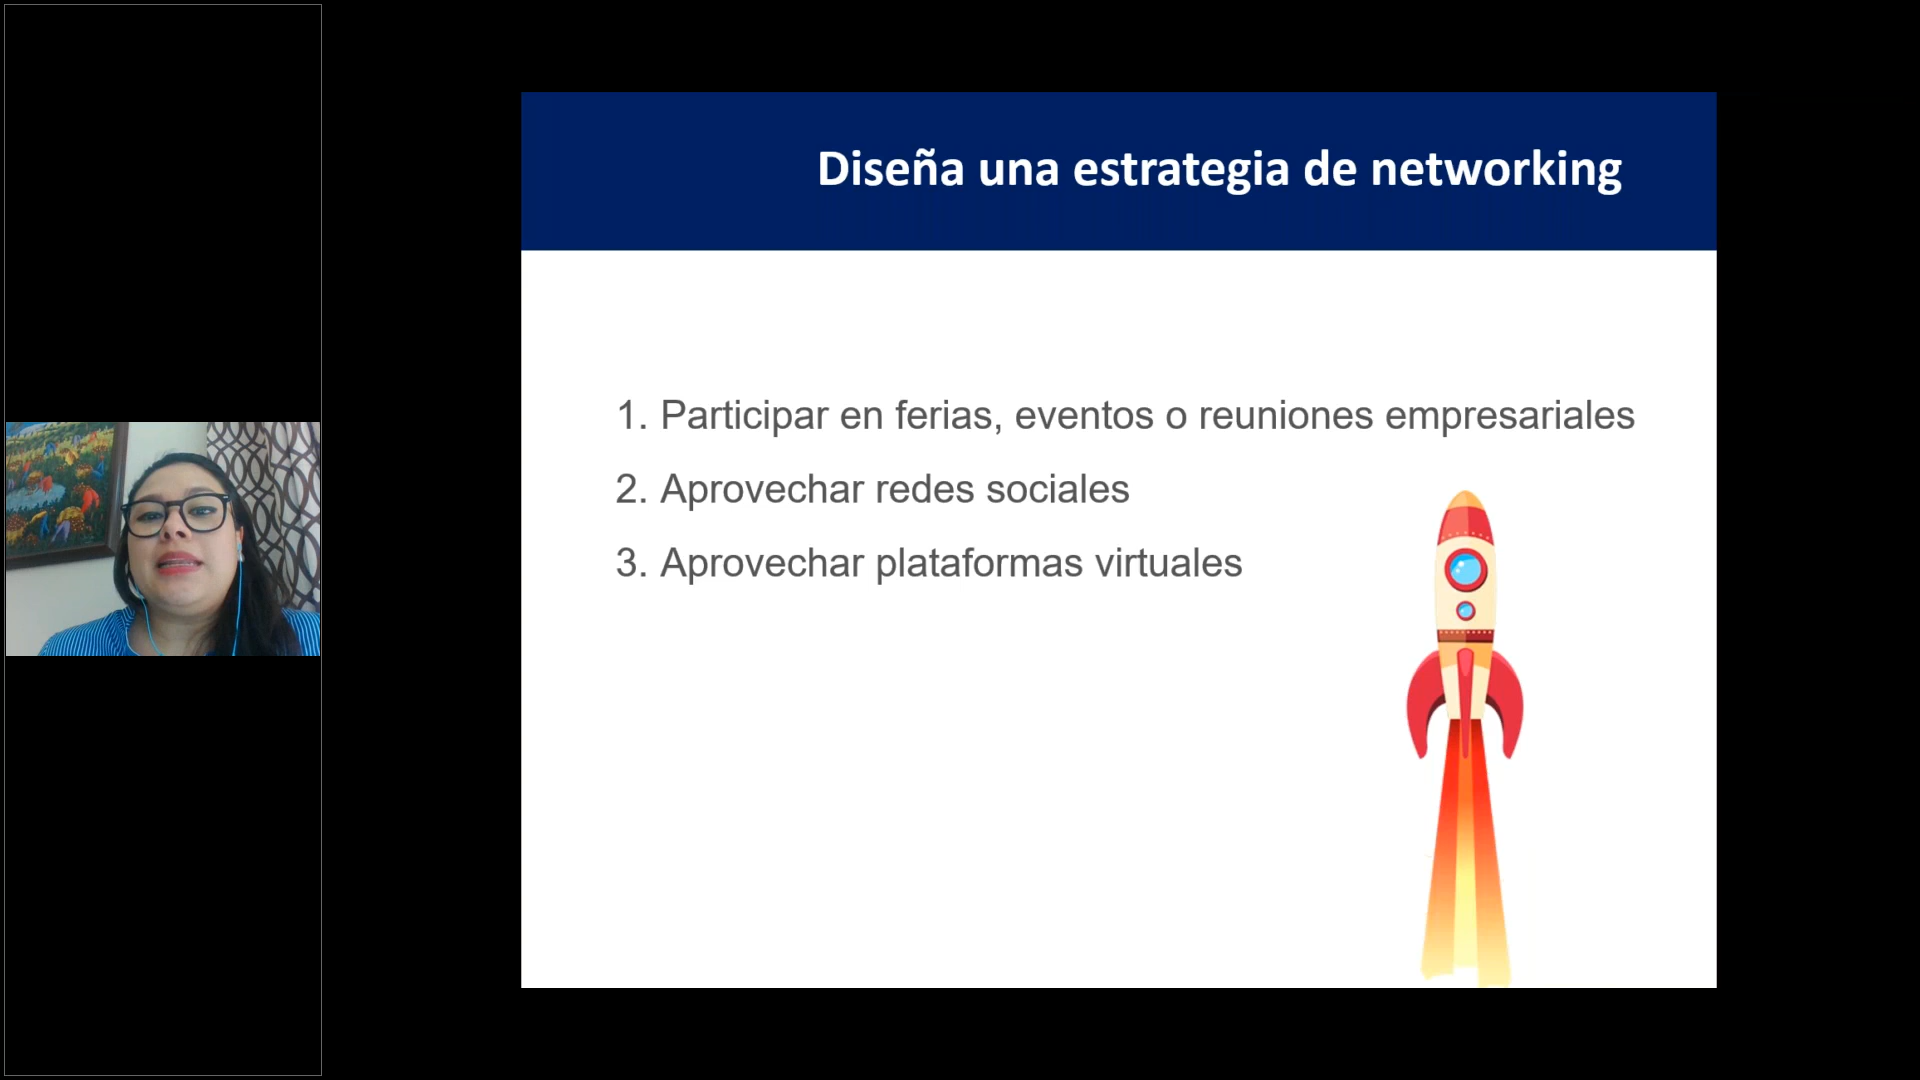 Diseña una estrategia de networking
1. Participar en ferias, eventos o reuniones empresariales
2. Aprovechar redes sociales
3. Aprovechar plataformas virtuales